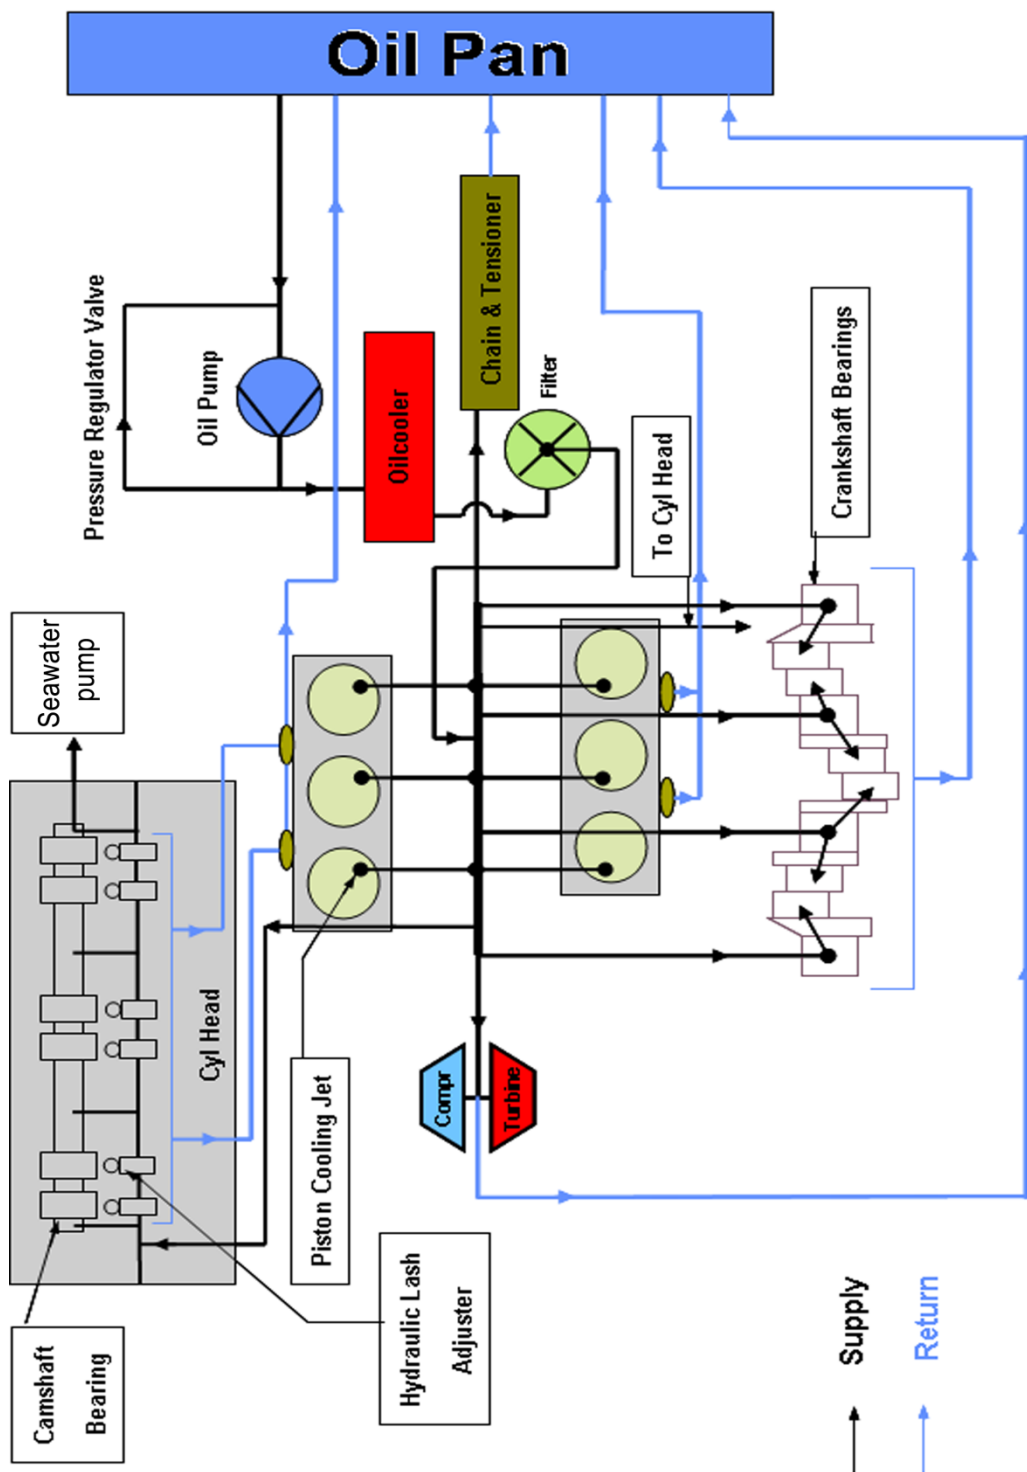 Oil Pan
Pressure Regulator Valve
Oil Pump
Oilcooler
Chain & Tensioner
Filter
To Cyl Head
Crankshaft Bearings
Seawater
pump
Cyl Head
Piston Cooling Jet
Compr
Turbine
Camshaft
Bearing
Hydraulic Lash
Adjuster
Supply
Return